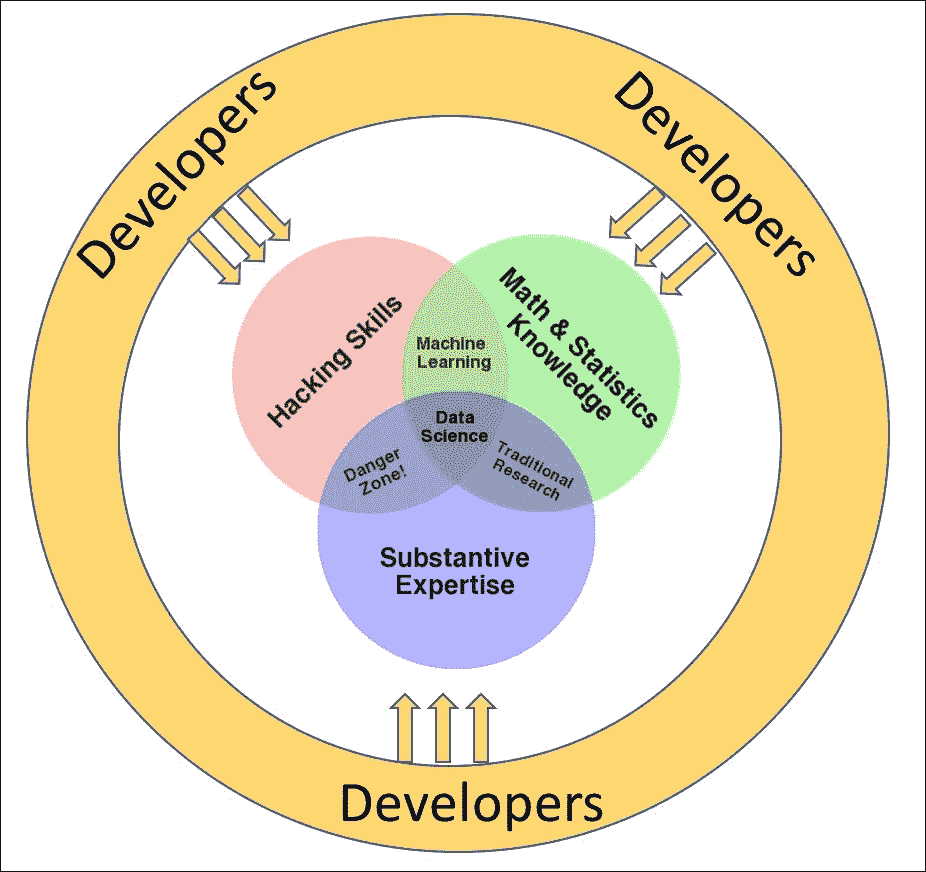 Developers
Developers
Hacking Skills
Math & Statistics
Knowledge
Machine
Learning
Data
Science
Danger
Zone!
Traditional
Research
Substantive
Expertise
Developers